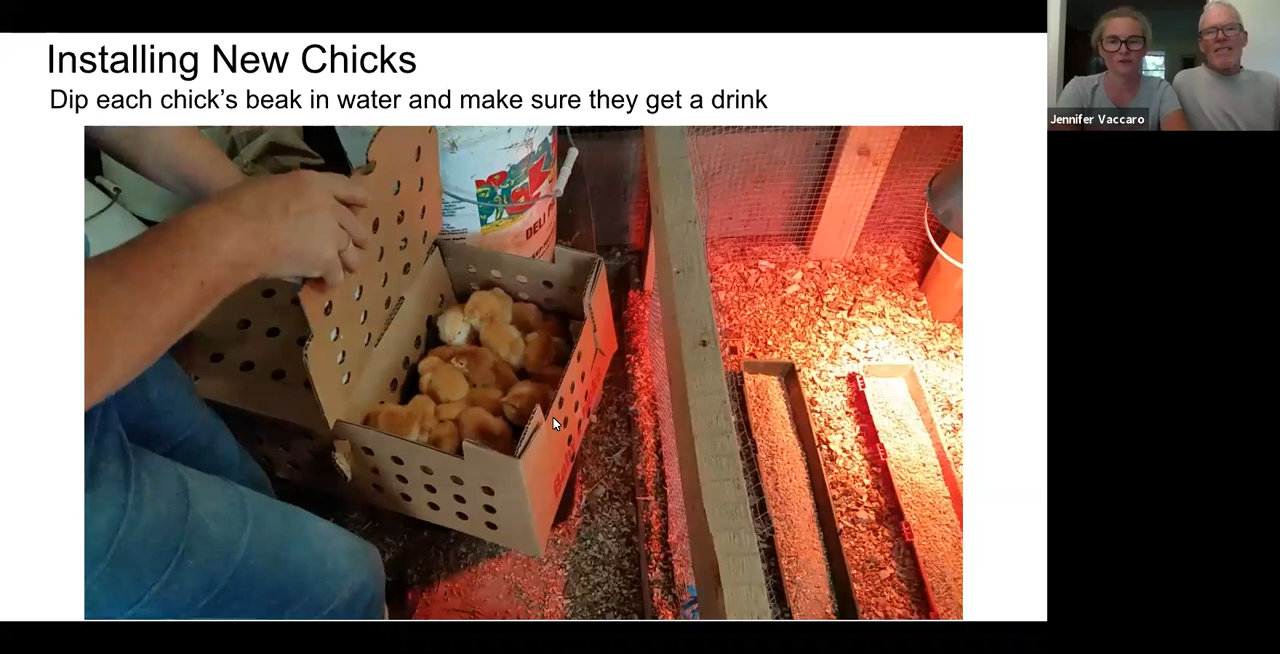 Installing New Chicks
Dip each chick's beak in water and make sure they get a drink
Jennifer Vaccaro
DELI